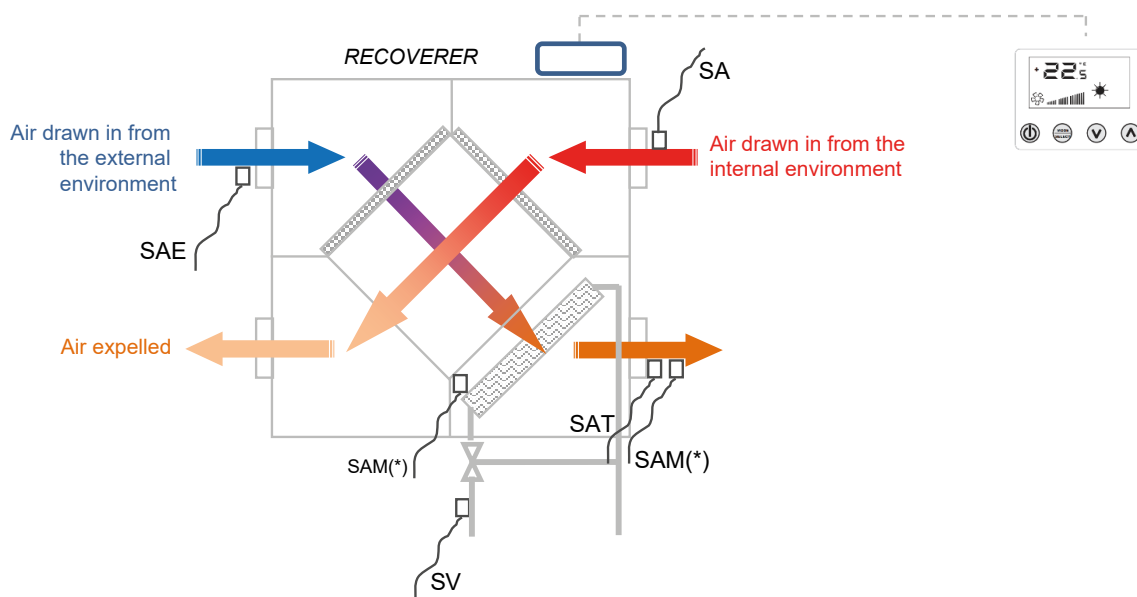 RECOVERER
SA
+22.5 °C
Air drawn in from
the external
environment
Air drawn in from the
internal environment
SAE
Air expelled
SAT
SAM(*)
SAM(*)
SV